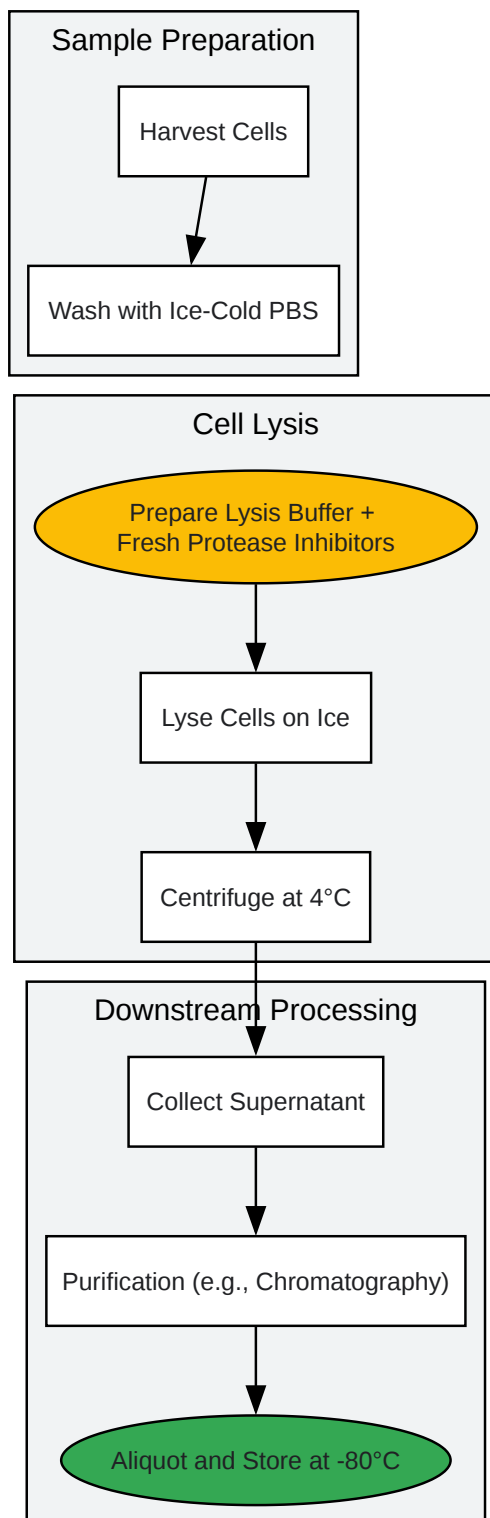 Sample Preparation
Harvest Cells
Wash with Ice-Cold PBS
Cell Lysis
Prepare Lysis Buffer +
Fresh Protease Inhibitors
Lyse Cells on Ice
Centrifuge at 4°C
Downstream Processing
Collect Supernatant
Purification (e.g., Chromatography)
Aliquot and Store at -80°C